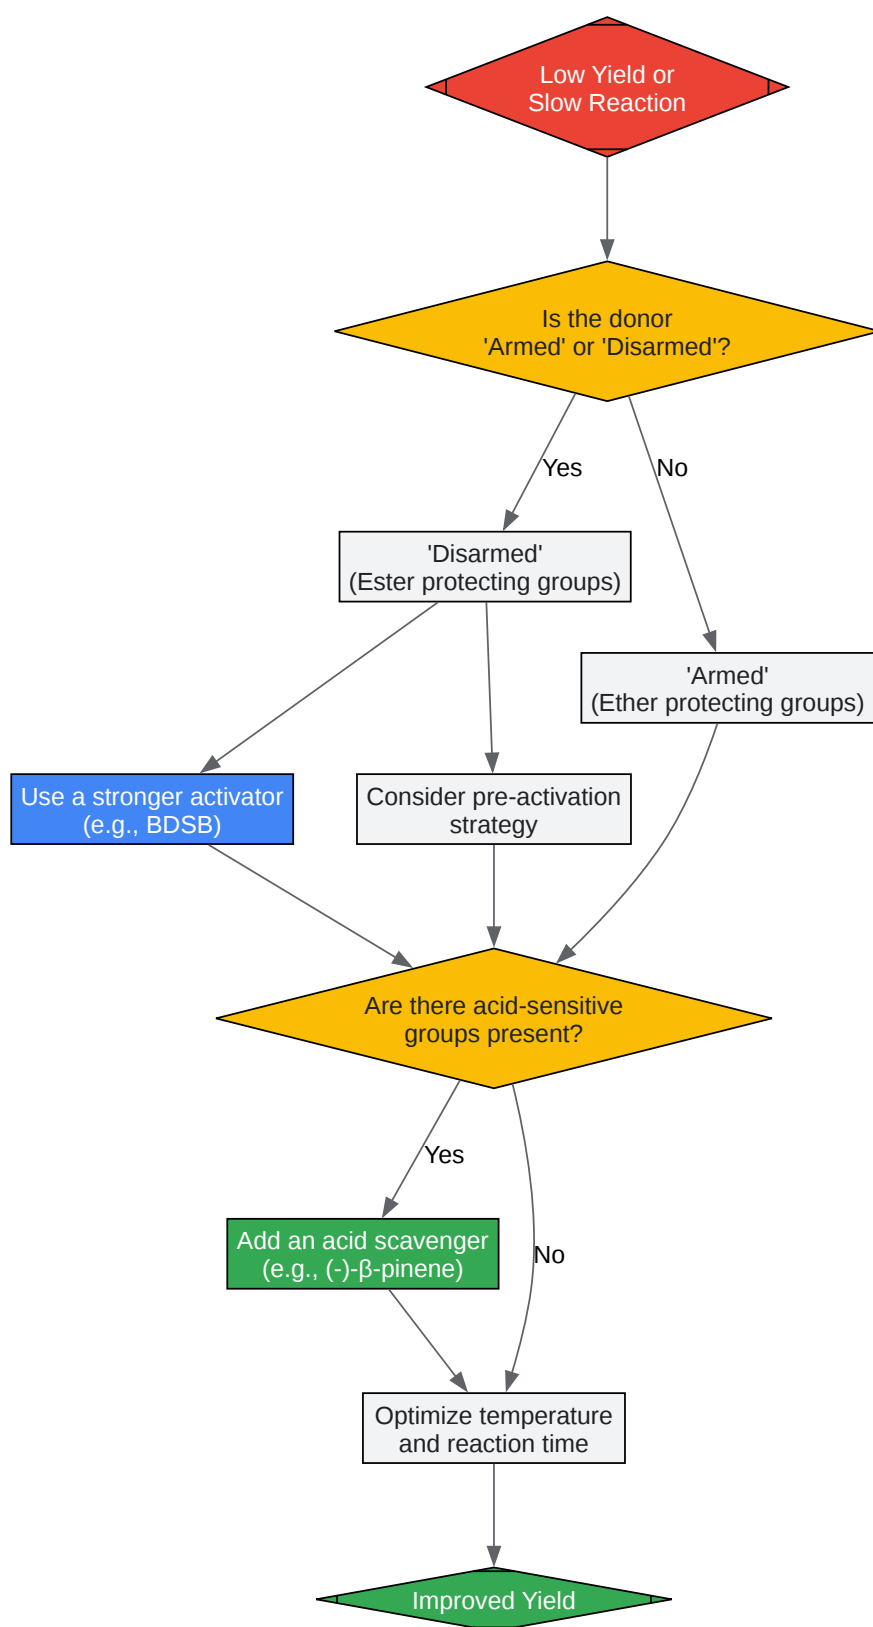 Low Yield or
Slow Reaction
Is the donor
'Armed' or 'Disarmed'?
Yes
No
'Disarmed'
(Ester protecting groups)
'Armed'
(Ether protecting groups)
Use a stronger activator
(e.g., BDSB)
Consider pre-activation
strategy
Are there acid-sensitive
groups present?
Yes
No
Add an acid scavenger
(e.g., (-)-β-pinene)
Optimize temperature
and reaction time
Improved Yield